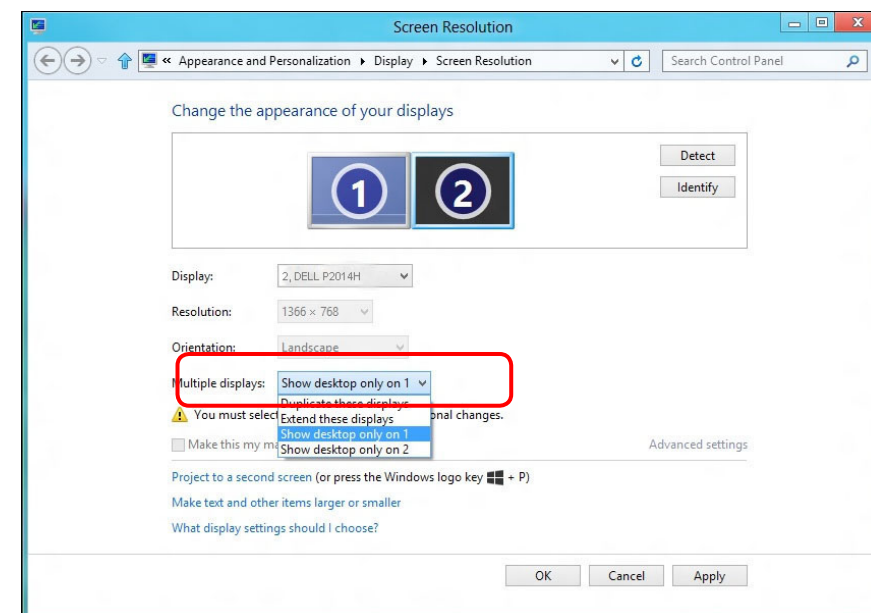 Screen Resolution
« Appearance and Personalization Display Screen Resolution
Search Control Panel
Change the appearance of your displays
1 2
Detect
Identify
Display: 2, DELL P2014H
Resolution: 1366 × 768
Orientation: Landscape
Multiple displays: Show desktop only on 1
Duplicate these displays
You must selec
Extend these displays
onal changes.
Show desktop only on 1
Make this my m
Advanced settings
Show desktop only on 2
Project to a second screen (or press the Windows logo key + P)
Make text and other items larger or smaller
What display settings should I choose?
OK Cancel Apply